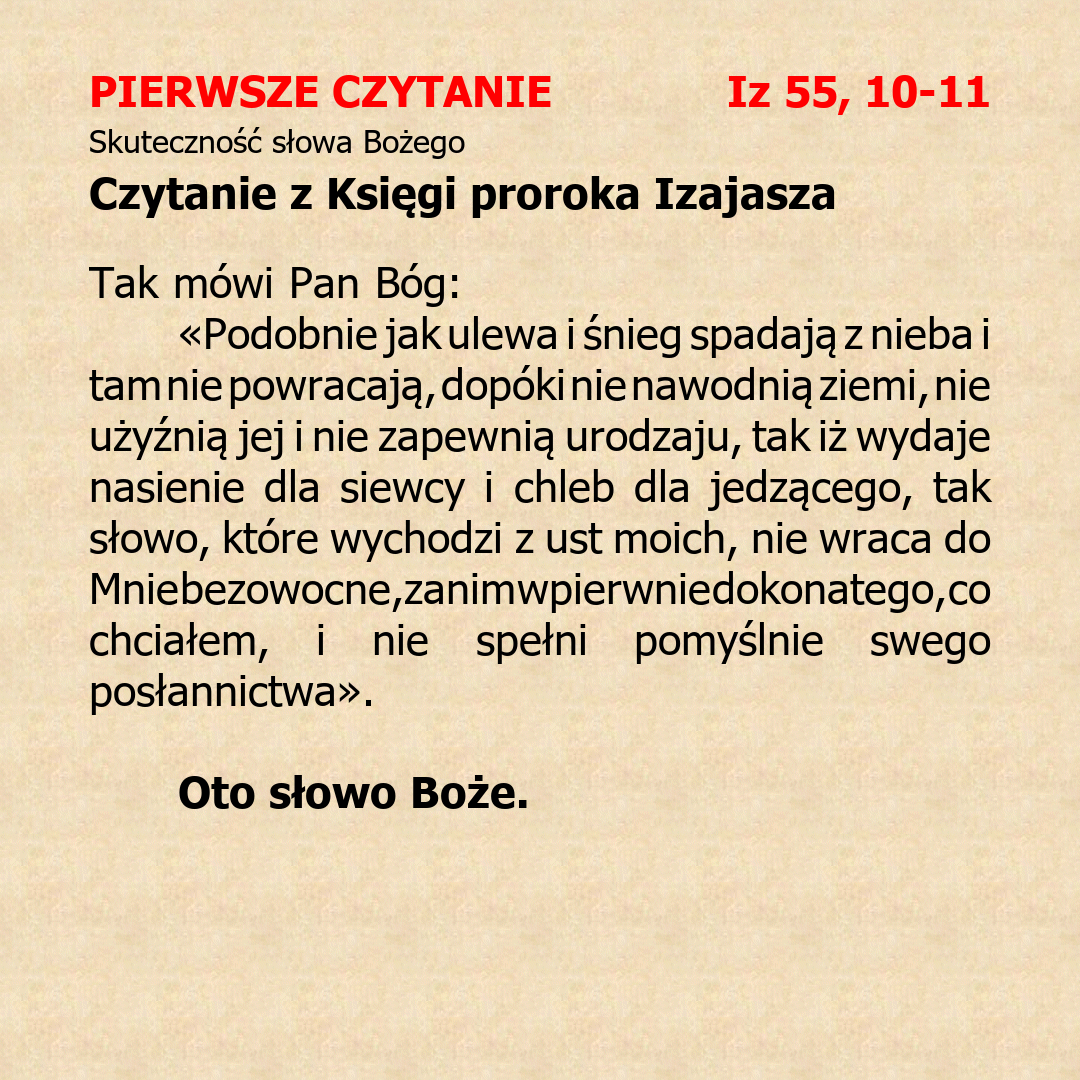 PIERWSZE CZYTANIE Iz 55, 10-11
Skuteczność słowa Bożego
Czytanie z Księgi proroka Izajasza
Tak mówi Pan Bóg:
«Podobnie jak ulewa i śnieg spadają z nieba i
tam nie powracają, dopóki nie nawodnią ziemi, nie
użyźnią jej i nie zapewnią urodzaju, tak iż wydaje
nasienie dla siewcy i chleb dla jedzącego, tak
słowo, które wychodzi z ust moich, nie wraca do
Mnie bezowocne, zanim wpierw nie dokona tego, co
chciałem, i nie spełni pomyślnie swego
posłannictwa».
Oto słowo Boże.